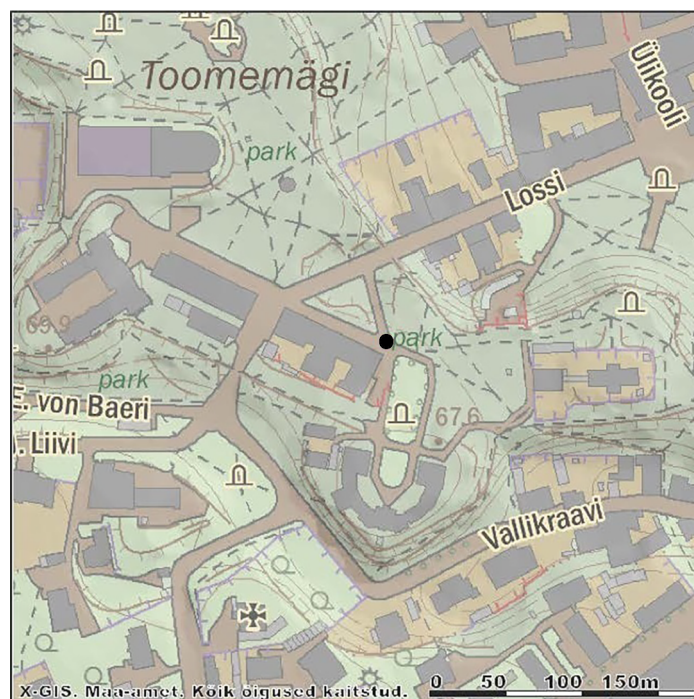 Toomemägi
Ülikooli
park
Lossi
69.9
park
park
E. von Baeri
67.6
Liivi
Vallikraavi
X-GIS. Maa-amet. Kõik õigused kaitstud.
0 50 100 150m